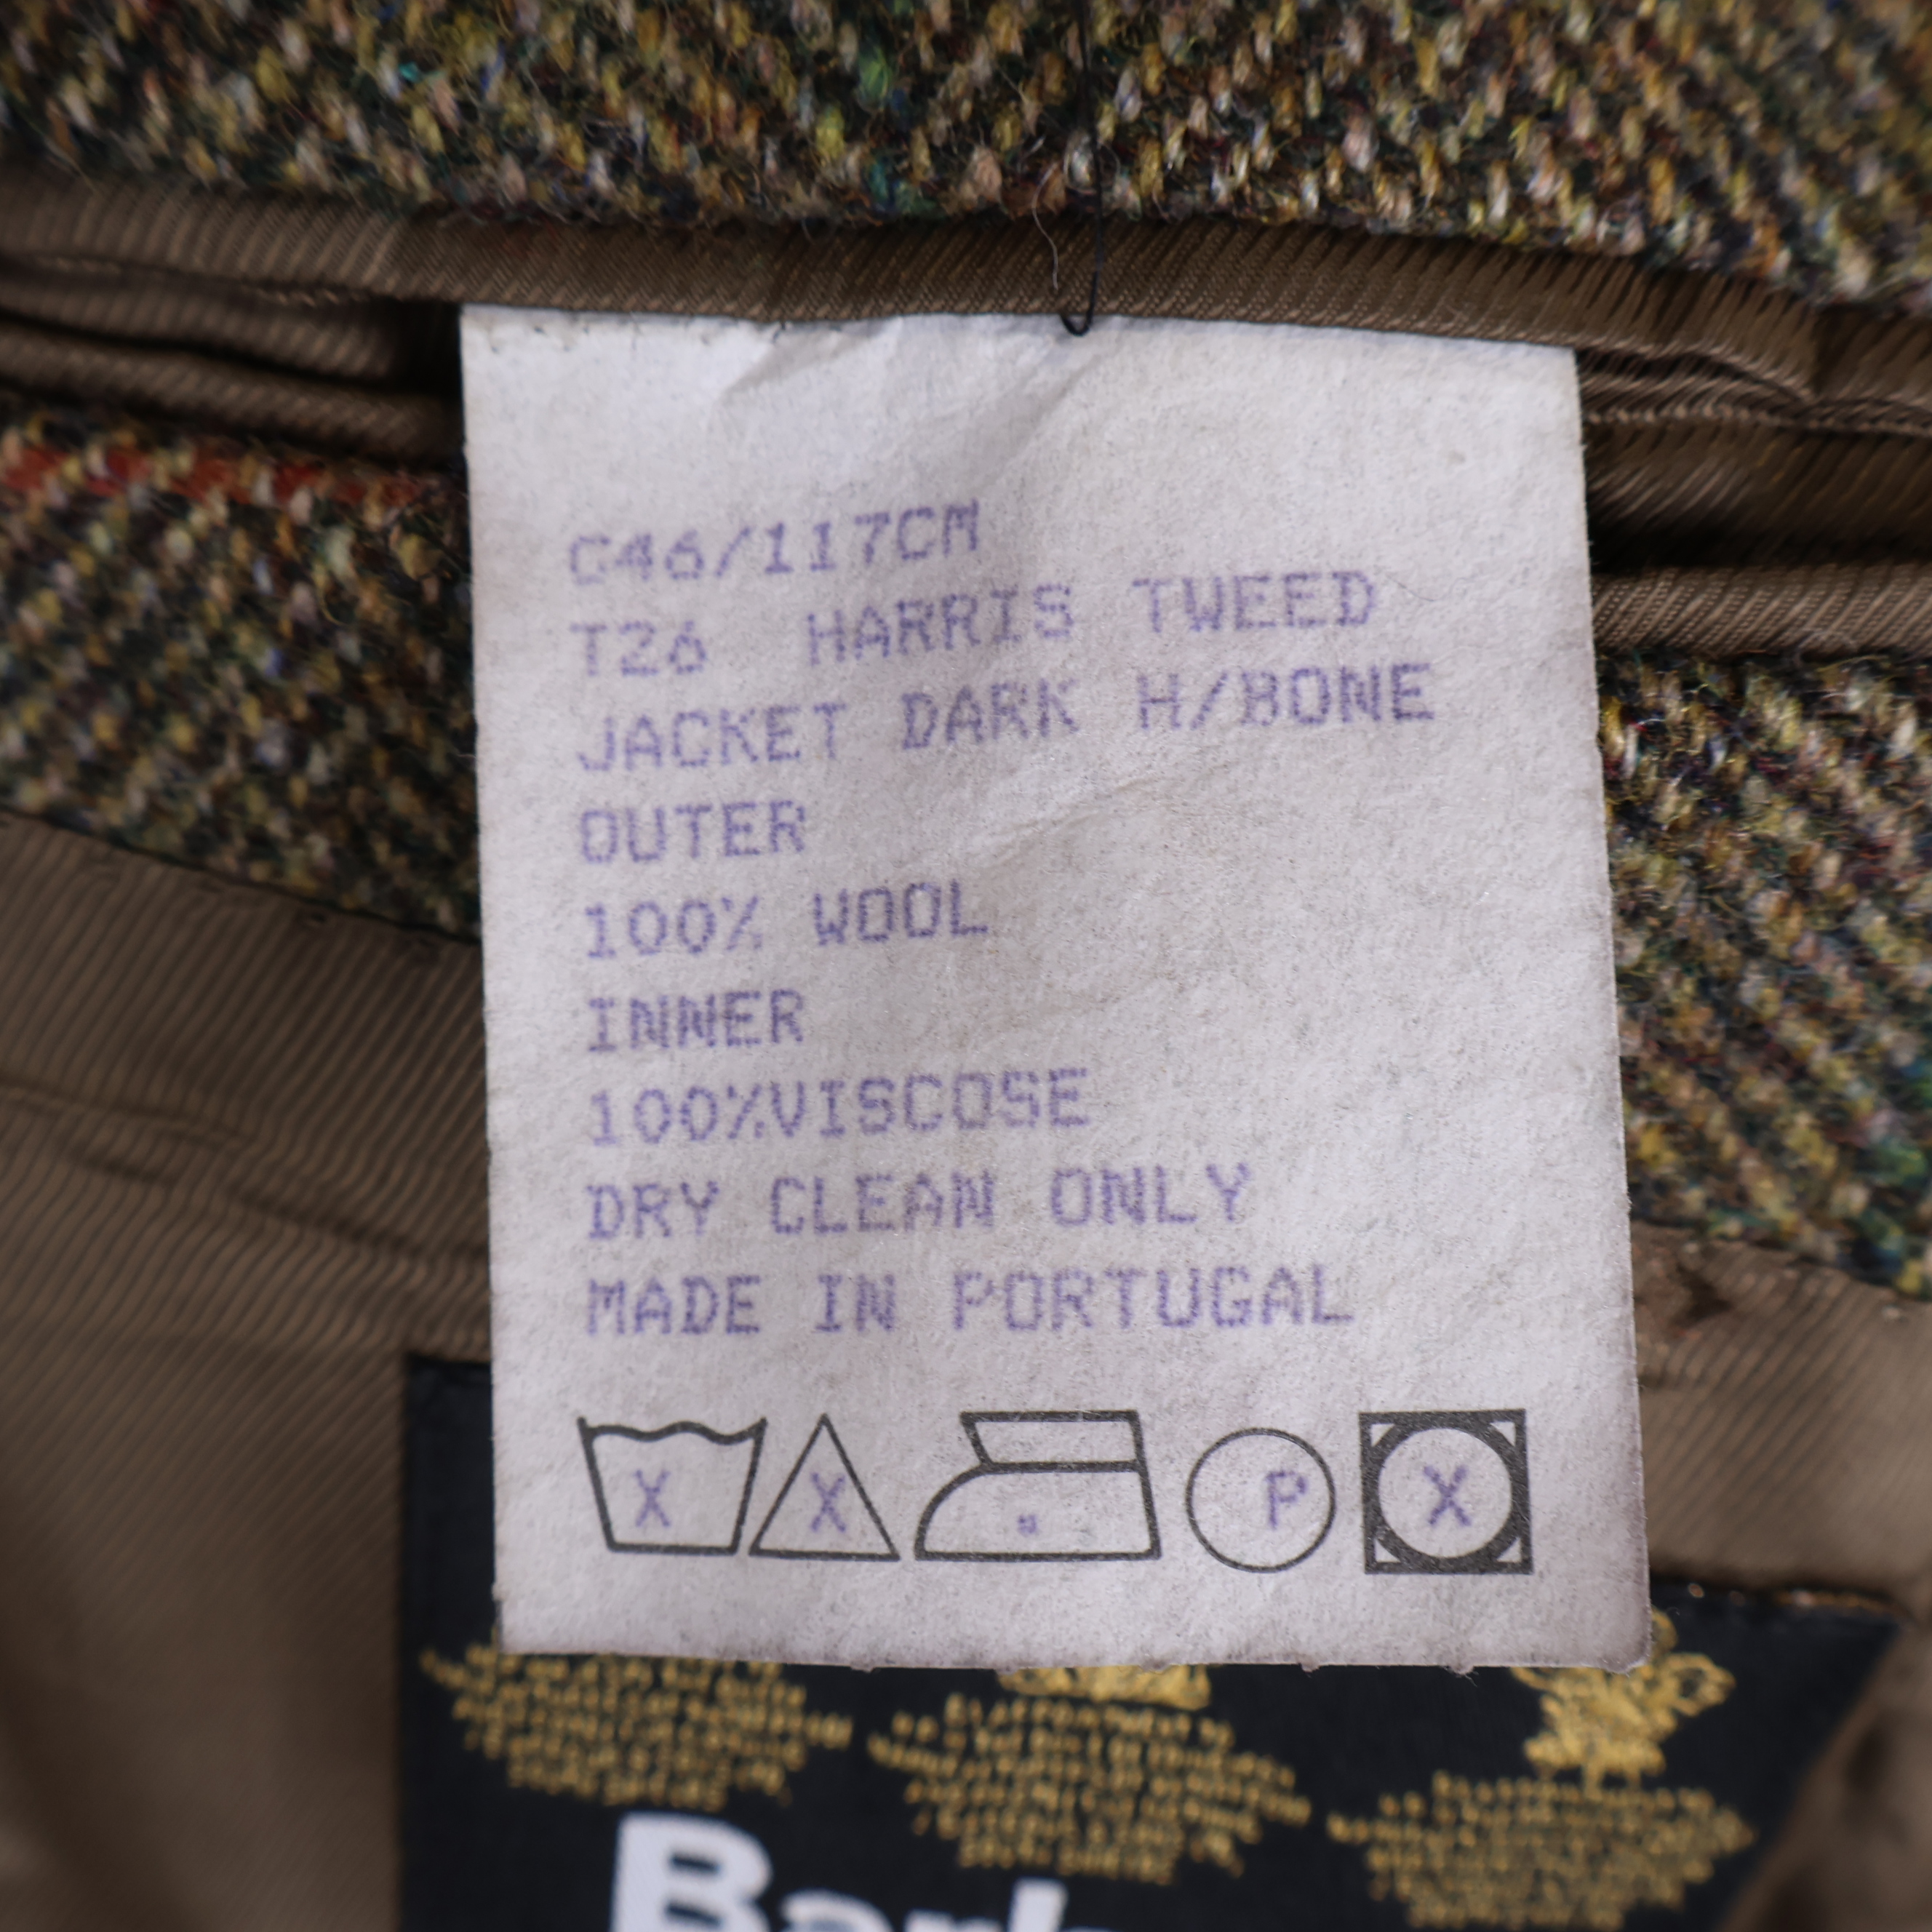 C46/117CM
T26 HARRIS TWEED
JACKET DARK H/BONE
OUTER
100% WOOL
INNER
100%VISCOSE
DRY CLEAN ONLY
MADE IN PORTUGAL
X X P X